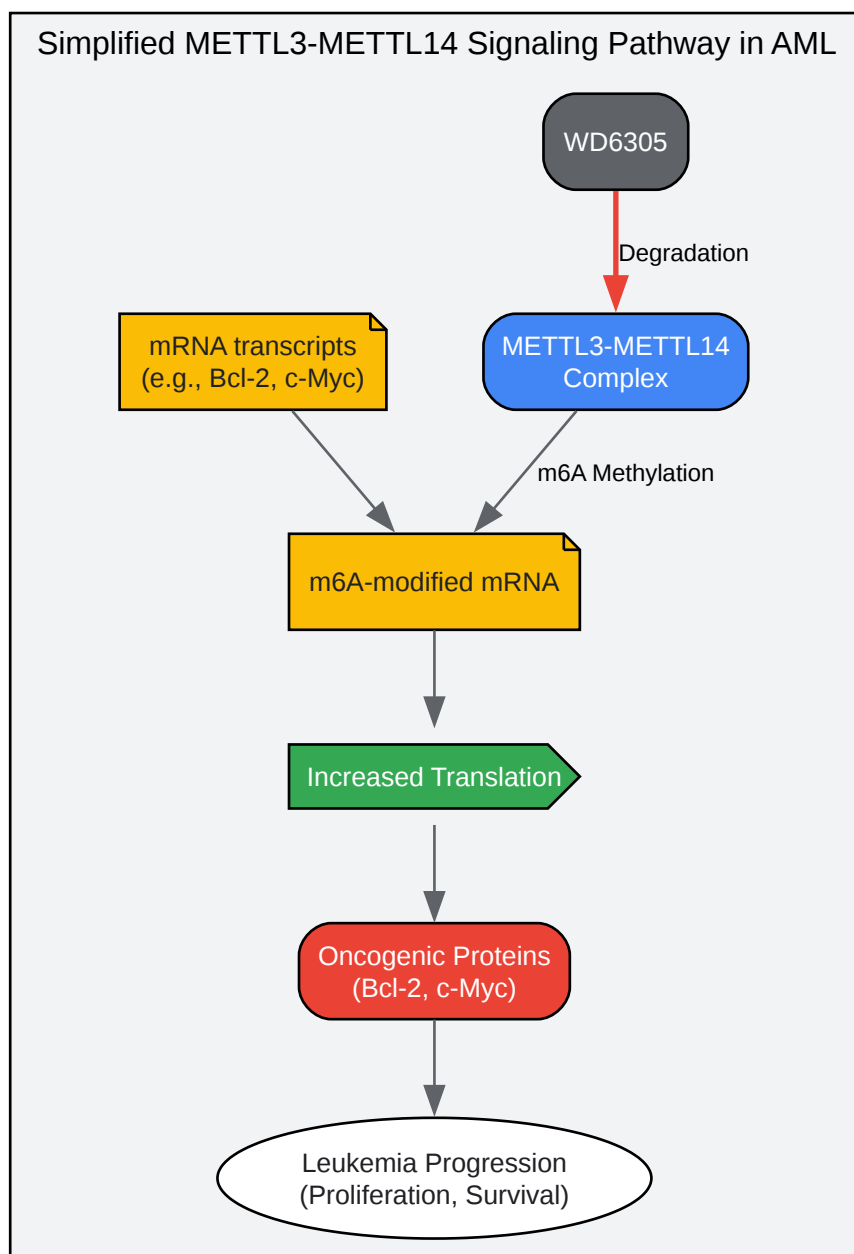 Simplified METTL3-METTL14 Signaling Pathway in AML
WD6305
Degradation
mRNA transcripts
(e.g., Bcl-2, c-Myc)
METTL3-METTL14
Complex
m6A Methylation
m6A-modified mRNA
Increased Translation
Oncogenic Proteins
(Bcl-2, c-Myc)
Leukemia Progression
(Proliferation, Survival)